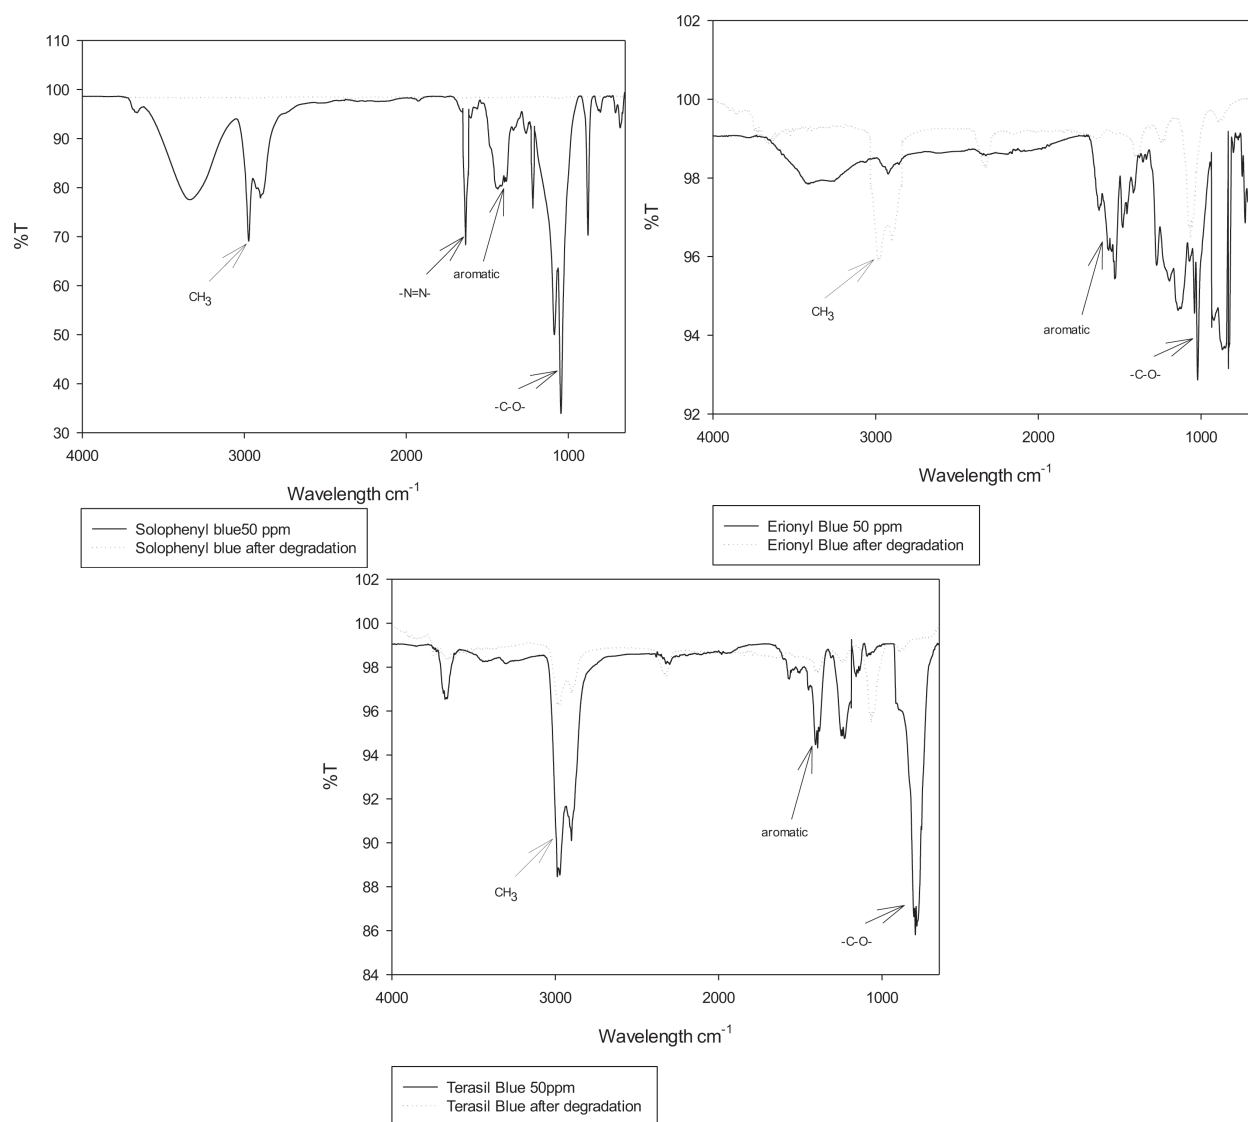 110
100
90
80
70
60
50
40
30
%T
CH3
-N=N-
aromatic
-C-O-
4000 3000 2000 1000
Wavelength cm-1
Solophenyl blue50 ppm
Solophenyl blue after degradation
102
100
98
96
94
92
%T
CH3
aromatic
-C-O-
4000 3000 2000 1000
Wavelength cm-1
Erionyl Blue 50 ppm
Erionyl Blue after degradation
102
100
98
96
94
92
90
88
86
84
%T
CH3
aromatic
-C-O-
4000 3000 2000 1000
Wavelength cm-1
Terasil Blue 50ppm
Terasil Blue after degradation